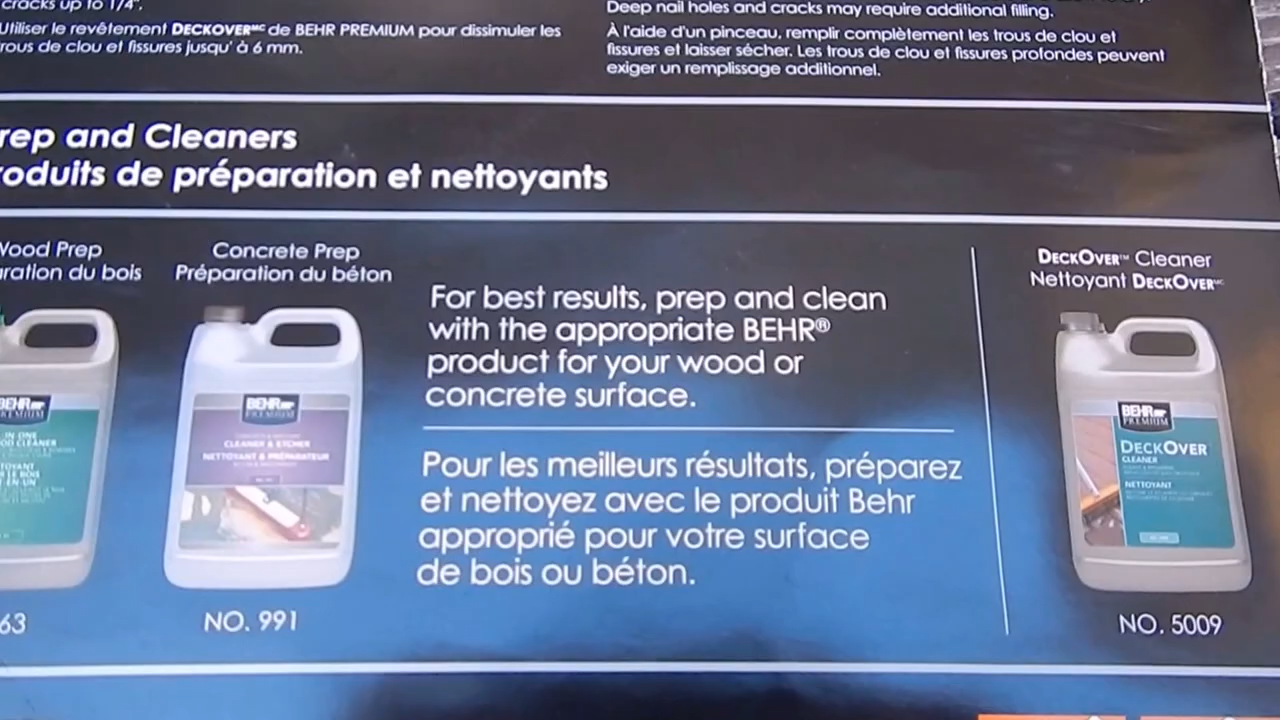 cracks up to 1/4".
Utiliser le revêtement DECKOVER MC de BEHR PREMIUM pour dissimuler les
trous de clou et fissures jusqu' à 6 mm.
Deep nail holes and cracks may require additional filling.
À l'aide d'un pinceau, remplir complètement les trous de clou et
fissures et laisser sécher. Les trous de clou et fissures profondes peuvent
exiger un remplissage additionnel.
rep and Cleaners
roduits de préparation et nettoyants
Wood Prep
ration du bois
BEHR
PREMIUM
63
Concrete Prep
Préparation du béton
BEHR
PREMIUM
CLEANER & ETCHER
NETTOYANT & PRÉPARATEUR
NO. 991
For best results, prep and clean
with the appropriate BEHR®
product for your wood or
concrete surface.
Pour les meilleurs résultats, préparez
et nettoyez avec le produit Behr
approprié pour votre surface
de bois ou béton.
DECKOVER™ Cleaner
Nettoyant DECKOVER MC
BEHR
PREMIUM
DECKOVER
CLEANER
NETTOYANT
NO. 5009